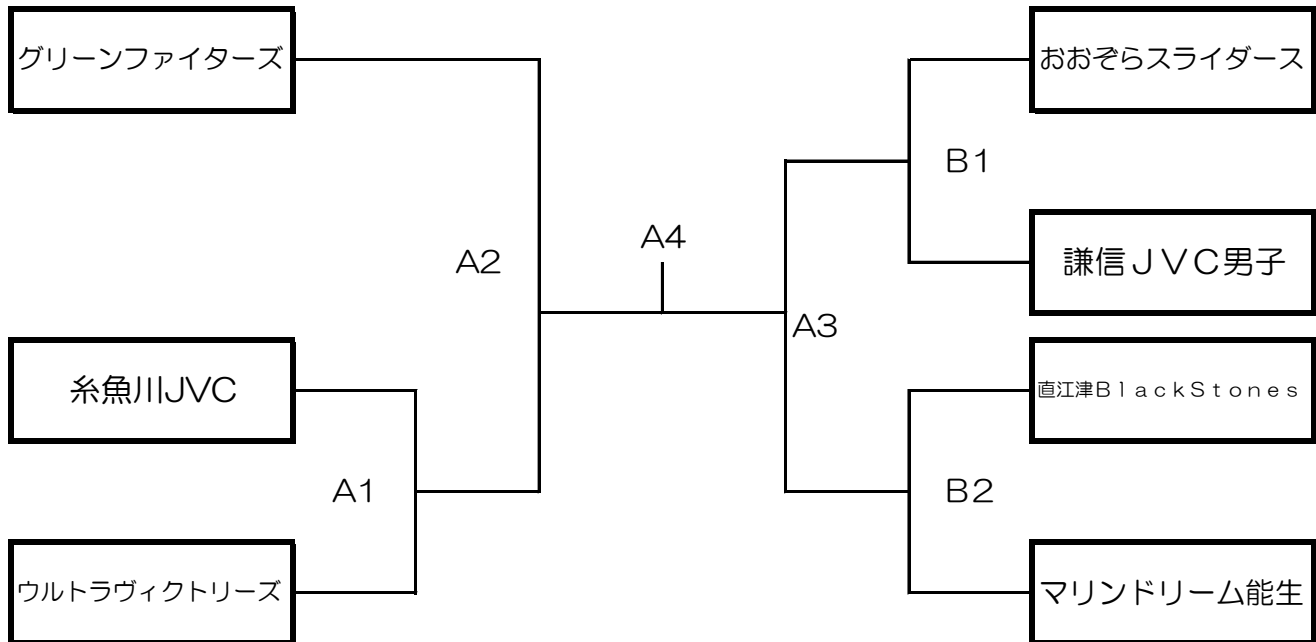 グリーンファイターズ
おおぞらスライダース
B1
A4
A2
謙信JVC男子
A3
糸魚川JVC
直江津BlackStones
A1
B2
ウルトラヴィクトリーズ
マリンドリーム能生